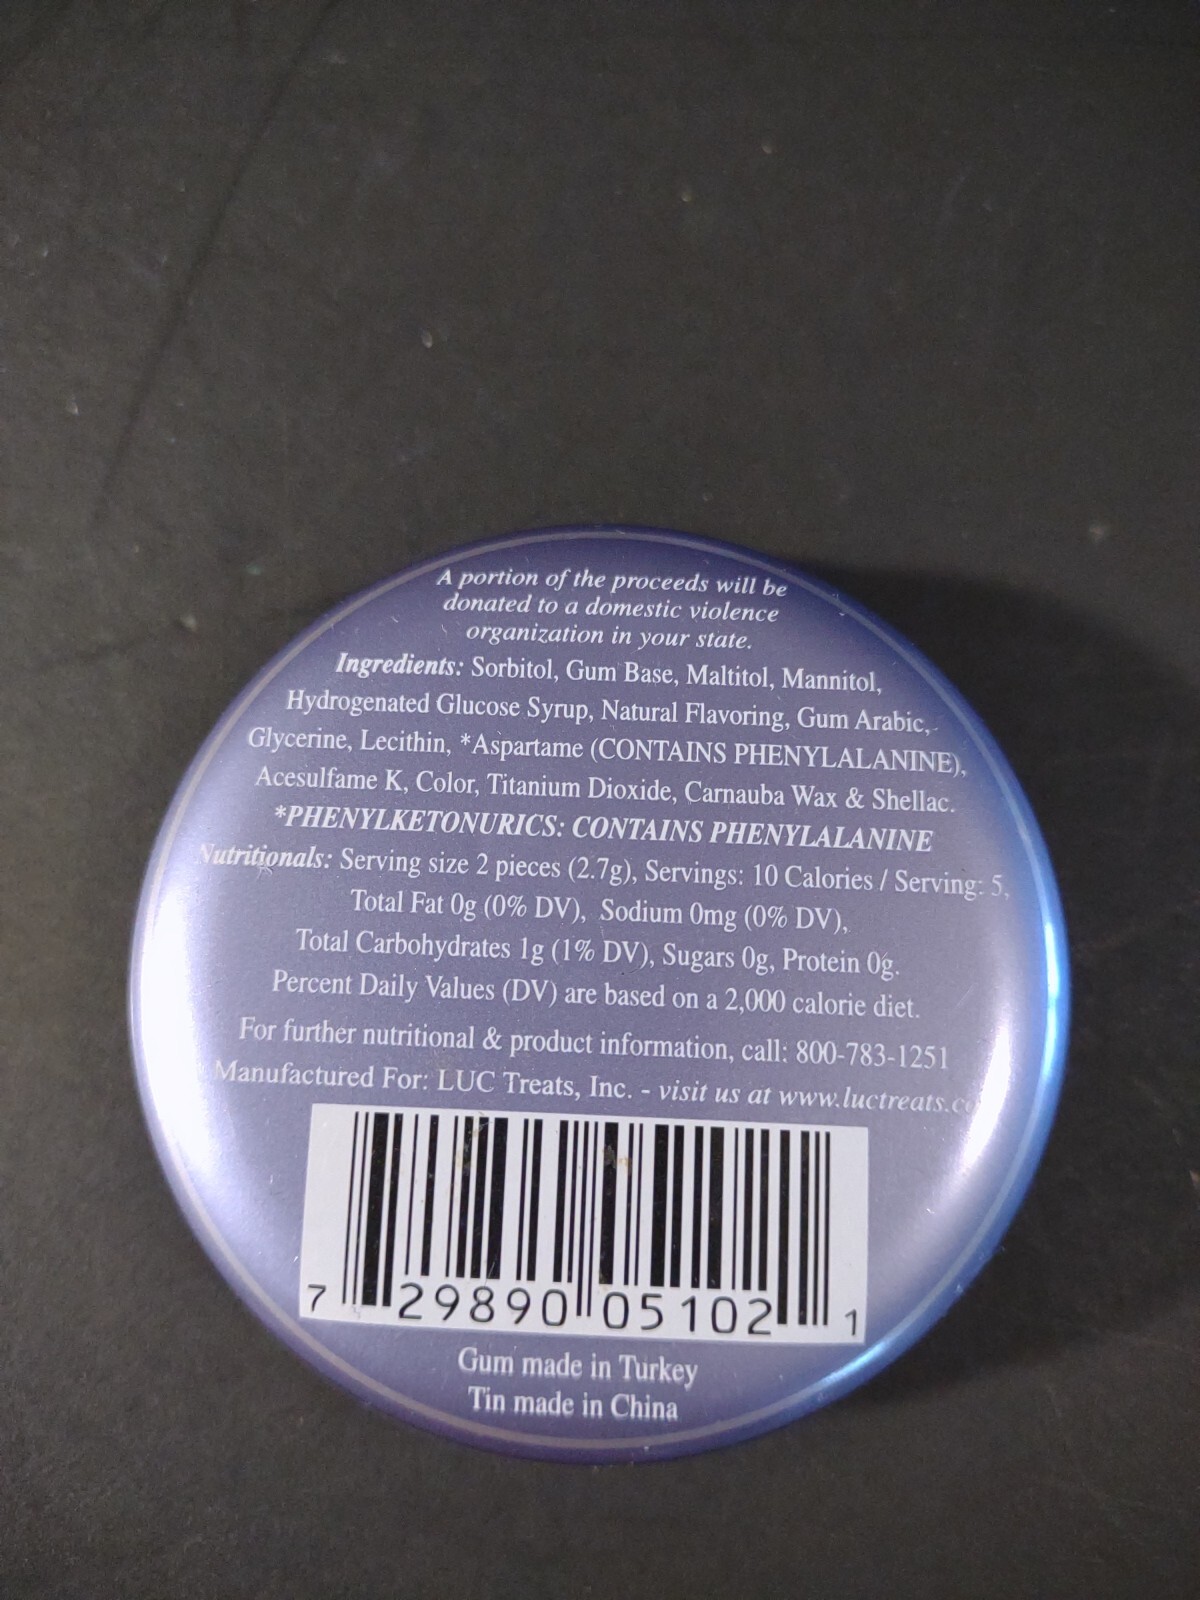 A portion of the proceeds will be
donated to a domestic violence
organization in your state.
Ingredients: Sorbitol, Gum Base, Maltitol, Mannitol,
Hydrogenated Glucose Syrup, Natural Flavoring, Gum Arabic,
Glycerine, Lecithin, *Aspartame (CONTAINS PHENYLALANINE),
Acesulfame K, Color, Titanium Dioxide, Carnauba Wax & Shellac.
*PHENYLKETONURICS: CONTAINS PHENYLALANINE
Nutritionals: Serving size 2 pieces (2.7g), Servings: 10 Calories / Serving: 5,
Total Fat 0g (0% DV), Sodium 0mg (0% DV),
Total Carbohydrates 1g (1% DV), Sugars 0g, Protein 0g.
Percent Daily Values (DV) are based on a 2,000 calorie diet.
For further nutritional & product information, call: 800-783-1251
Manufactured For: LUC Treats, Inc. - visit us at www.luctreats.co
7 29890 05102 1
Gum made in Turkey
Tin made in China